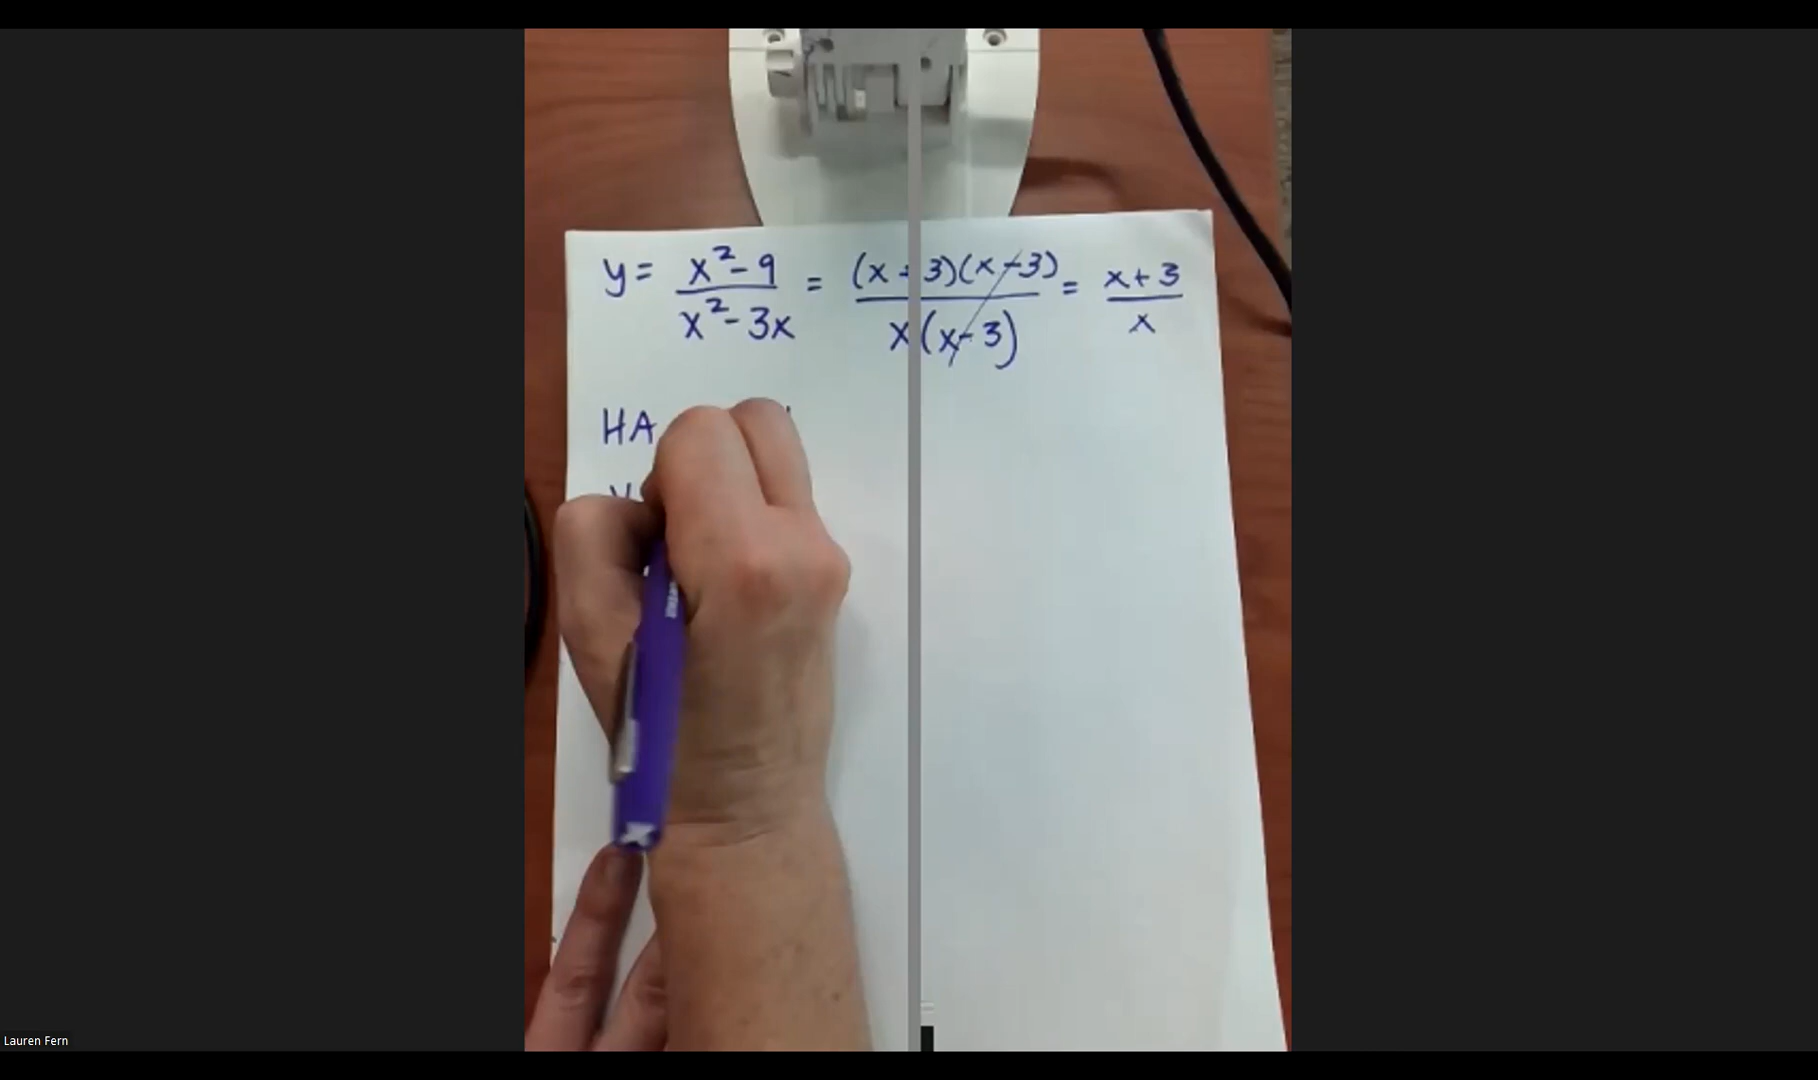 y = x²-9 / x²-3x = (x+3)(x-3) / x(x-3) = x+3 / x
HA
V
Lauren Fern